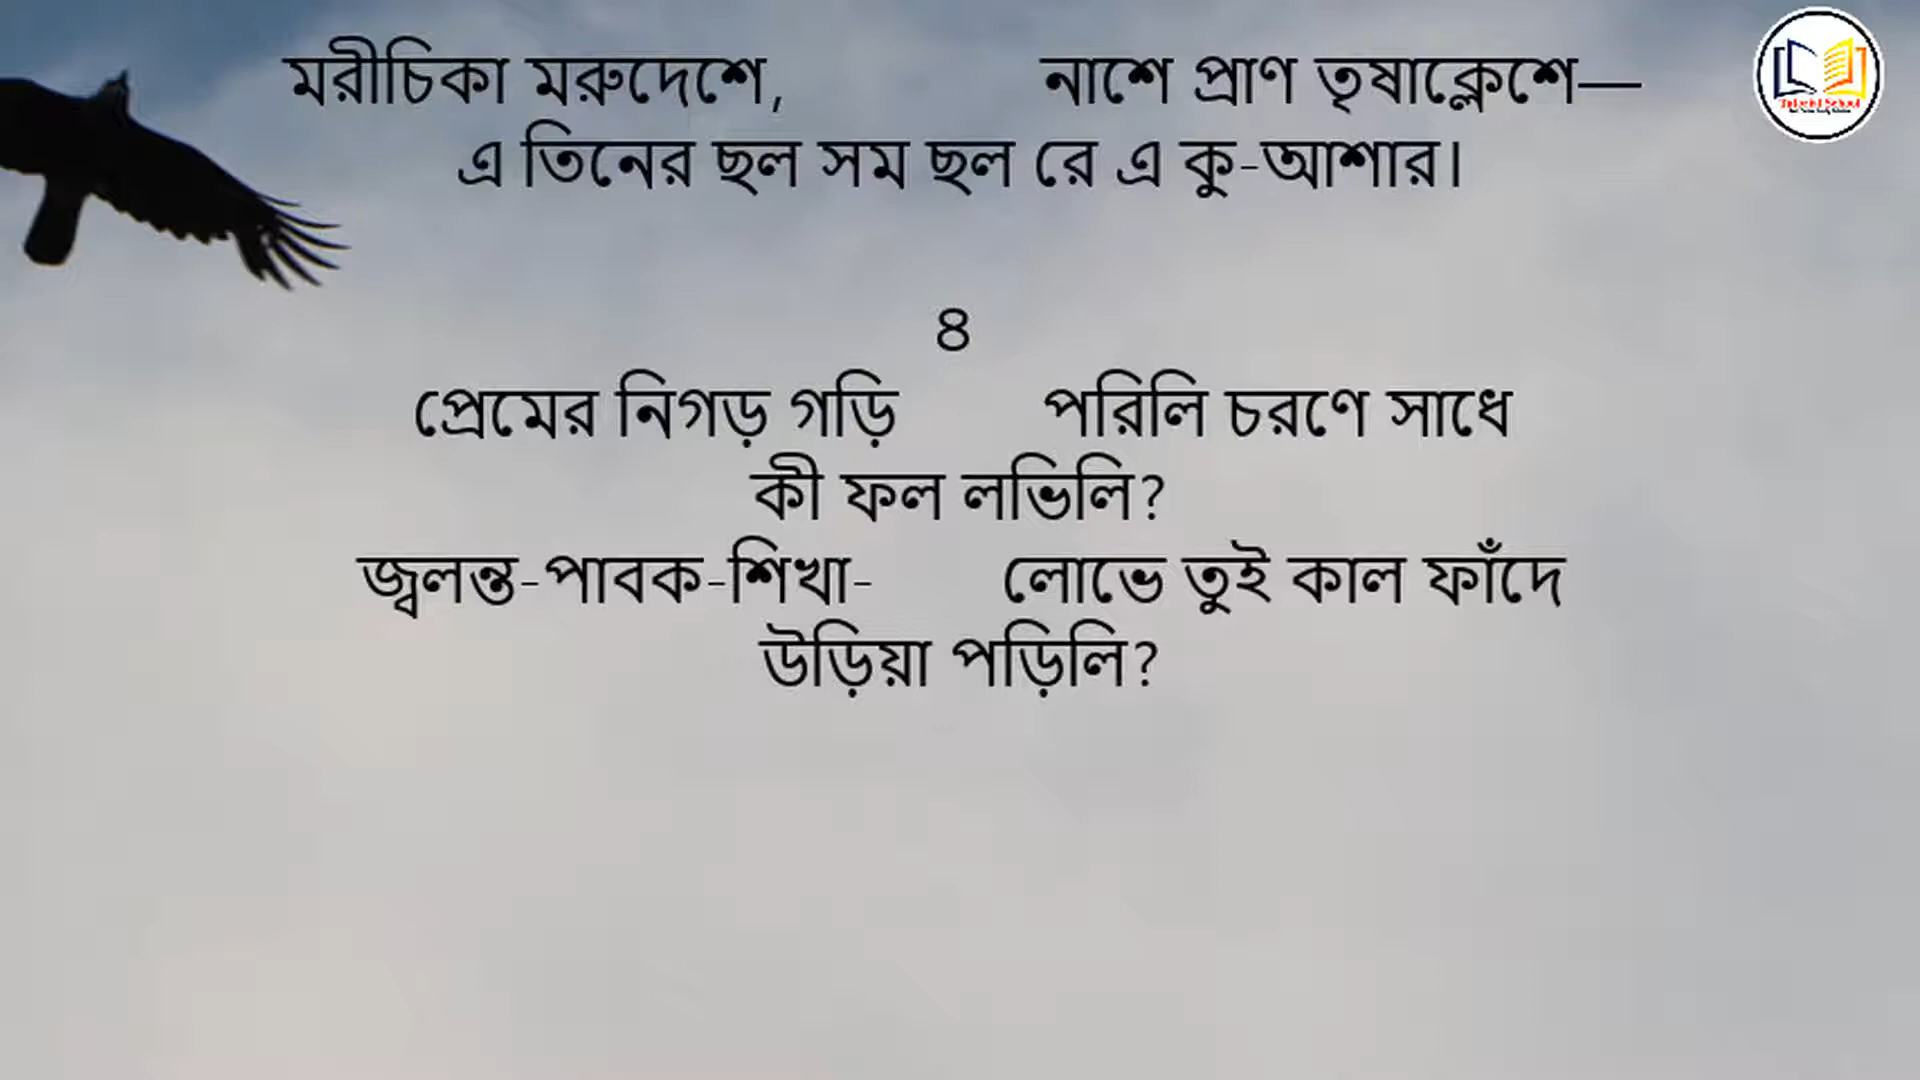 মরীচিকা মরুদেশে, নাশে প্রাণ তৃষাক্লেশে—
এ তিনের ছল সম ছল রে এ কু-আশার।
৪
প্রেমের নিগড় গড়ি পরিলি চরণে সাধে
কী ফল লভিলি?
জ্বলন্ত-পাবক-শিখা- লোভে তুই কাল ফাঁদে
উড়িয়া পড়িলি?